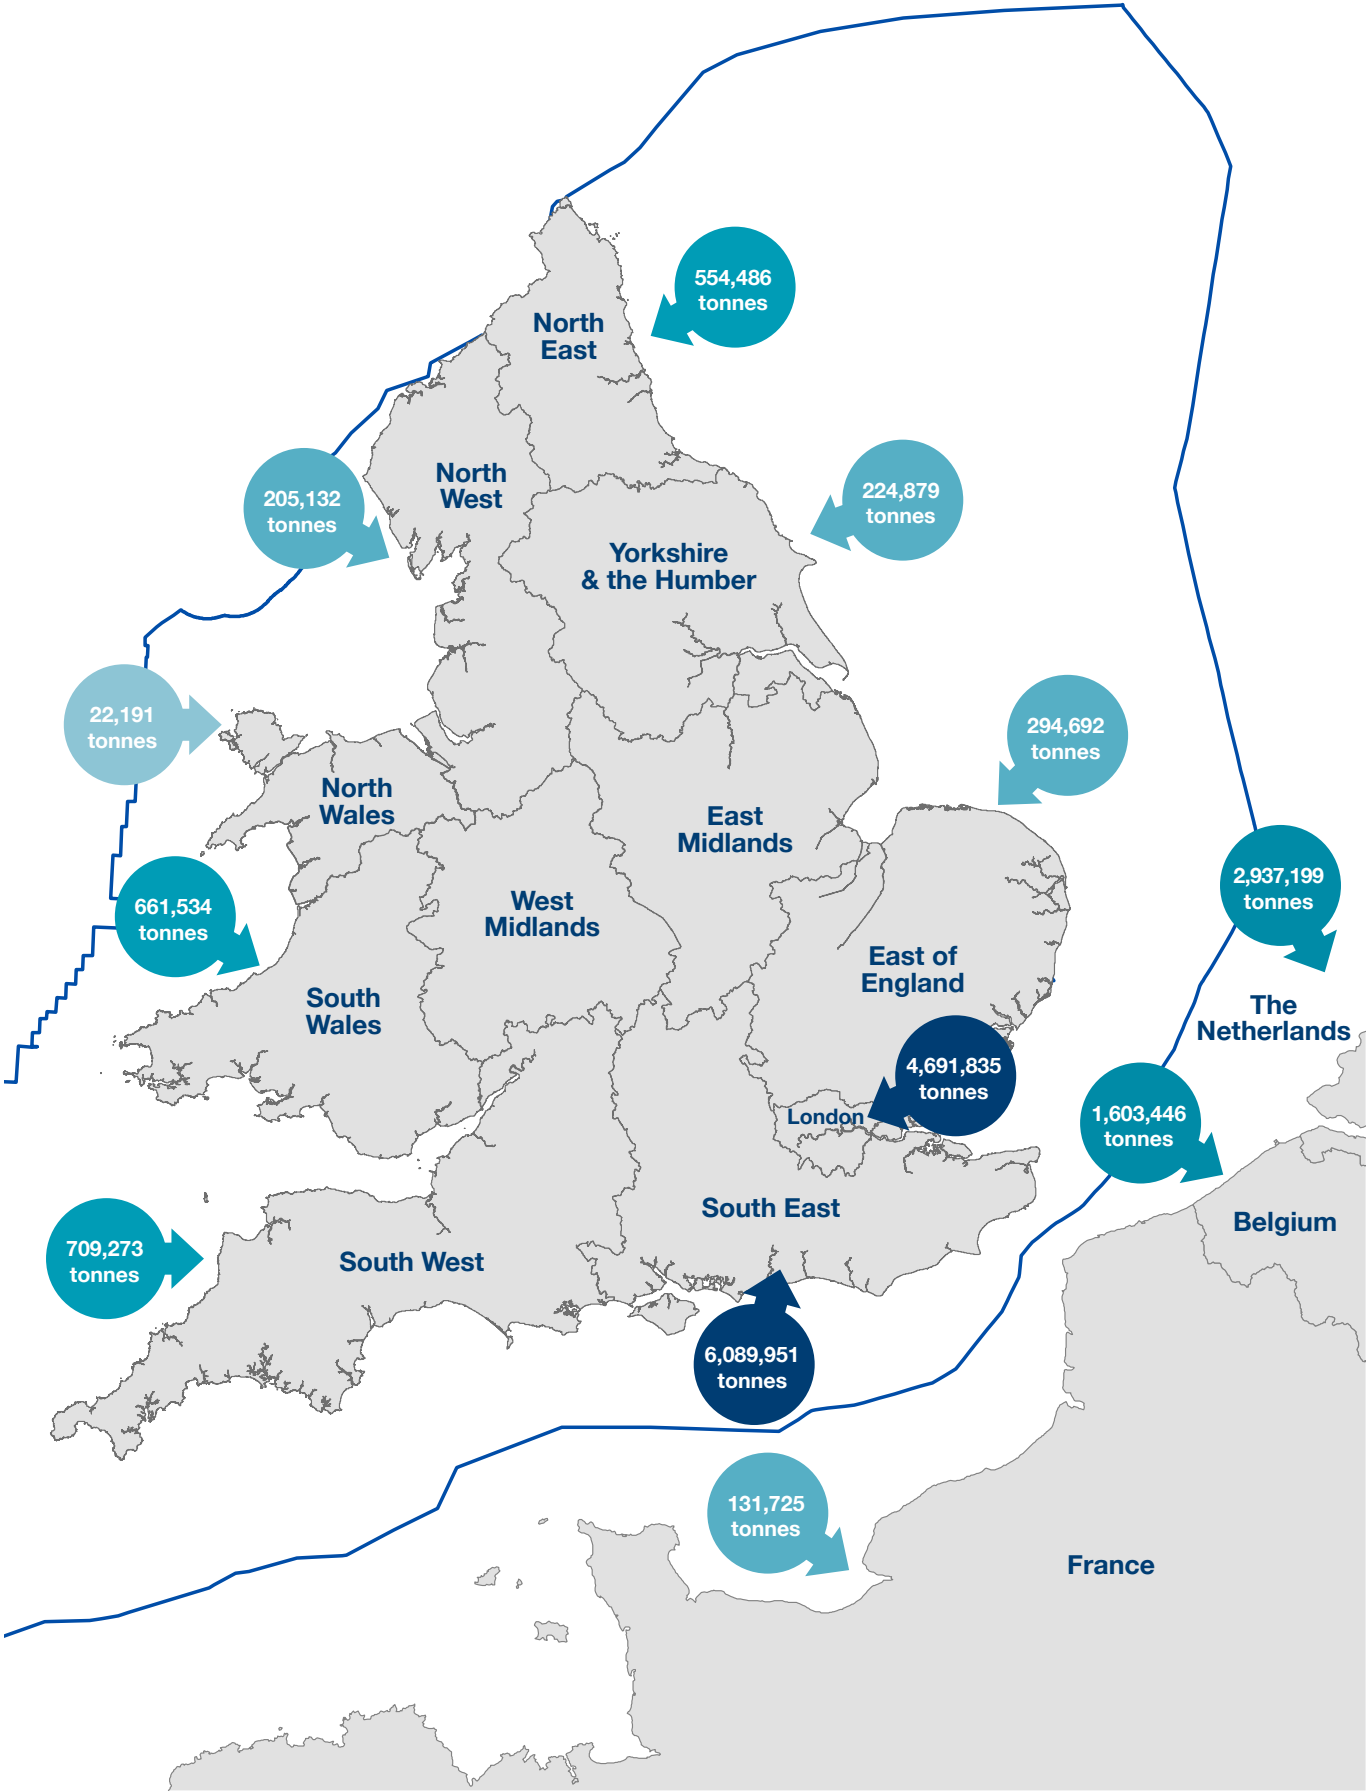 554,486
tonnes
North
East
North
West
205,132
tonnes
224,879
tonnes
Yorkshire
& the Humber
22,191
tonnes
294,692
tonnes
North
Wales
East
Midlands
2,937,199
tonnes
661,534
tonnes
West
Midlands
East of
England
South
Wales
The
Netherlands
4,691,835
tonnes
London
1,603,446
tonnes
South East
Belgium
709,273
tonnes
South West
6,089,951
tonnes
131,725
tonnes
France